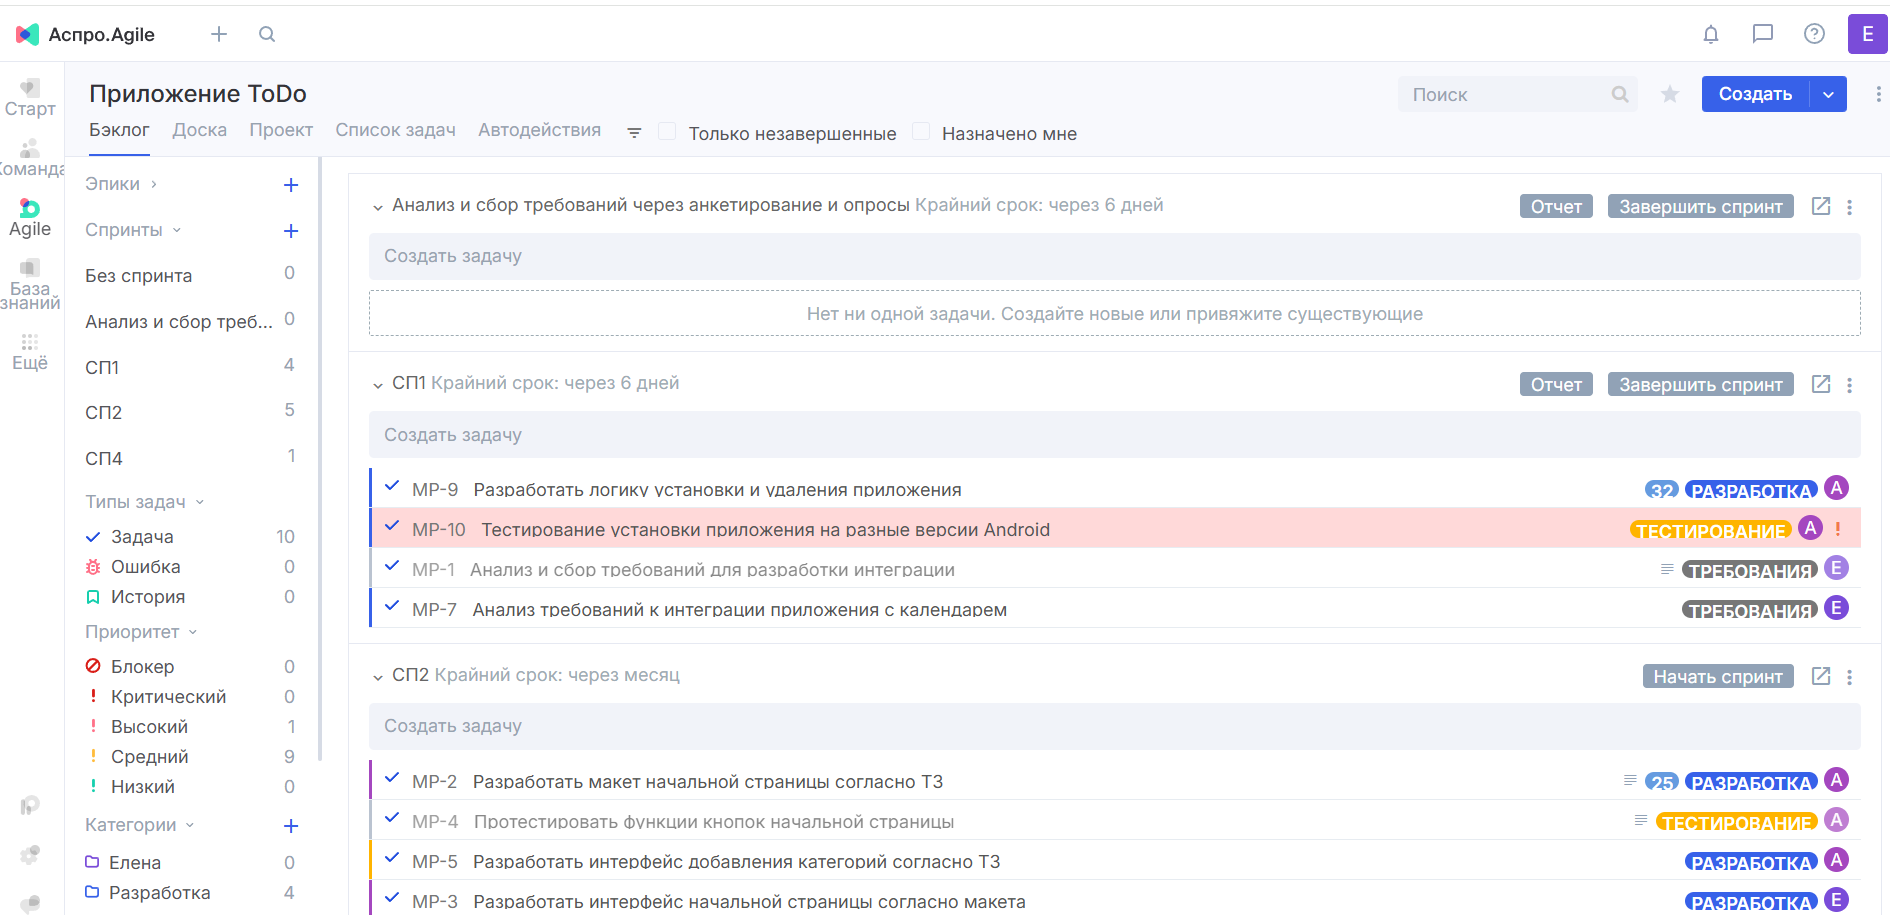 Аспро.Agile
E
Старт
Команда
Agile
База знаний
Ещё
Приложение ToDo
Поиск
Создать
Бэклог Доска Проект Список задач Автодействия Только незавершенные Назначено мне
Эпики
Спринты
Без спринта 0
Анализ и сбор треб... 0
СП1 4
СП2 5
СП4 1
Типы задач
Задача 10
Ошибка 0
История 0
Приоритет
Блокер 0
Критический 0
Высокий 1
Средний 9
Низкий 0
Категории
Елена 0
Разработка 4
Анализ и сбор требований через анкетирование и опросы Крайний срок: через 6 дней Отчет Завершить спринт
Создать задачу
Нет ни одной задачи. Создайте новые или привяжите существующие
СП1 Крайний срок: через 6 дней Отчет Завершить спринт
Создать задачу
MP-9 Разработать логику установки и удаления приложения 32 РАЗРАБОТКА A
MP-10 Тестирование установки приложения на разные версии Android ТЕСТИРОВАНИЕ A
MP-1 Анализ и сбор требований для разработки интеграции ТРЕБОВАНИЯ E
MP-7 Анализ требований к интеграции приложения с календарем ТРЕБОВАНИЯ E
СП2 Крайний срок: через месяц Начать спринт
Создать задачу
MP-2 Разработать макет начальной страницы согласно ТЗ 25 РАЗРАБОТКА A
MP-4 Протестировать функции кнопок начальной страницы ТЕСТИРОВАНИЕ A
MP-5 Разработать интерфейс добавления категорий согласно ТЗ РАЗРАБОТКА A
MP-3 Разработать интерфейс начальной страницы согласно макета РАЗРАБОТКА E